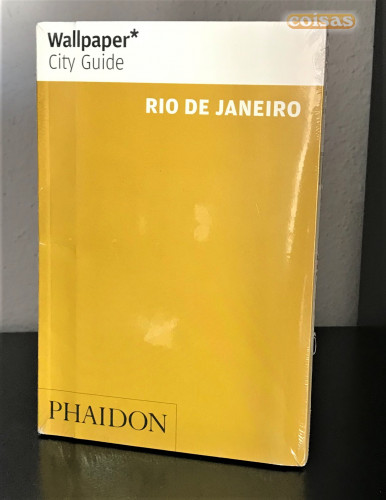 coisas
Wallpaper*
City Guide
RIO DE JANEIRO
PHAIDON